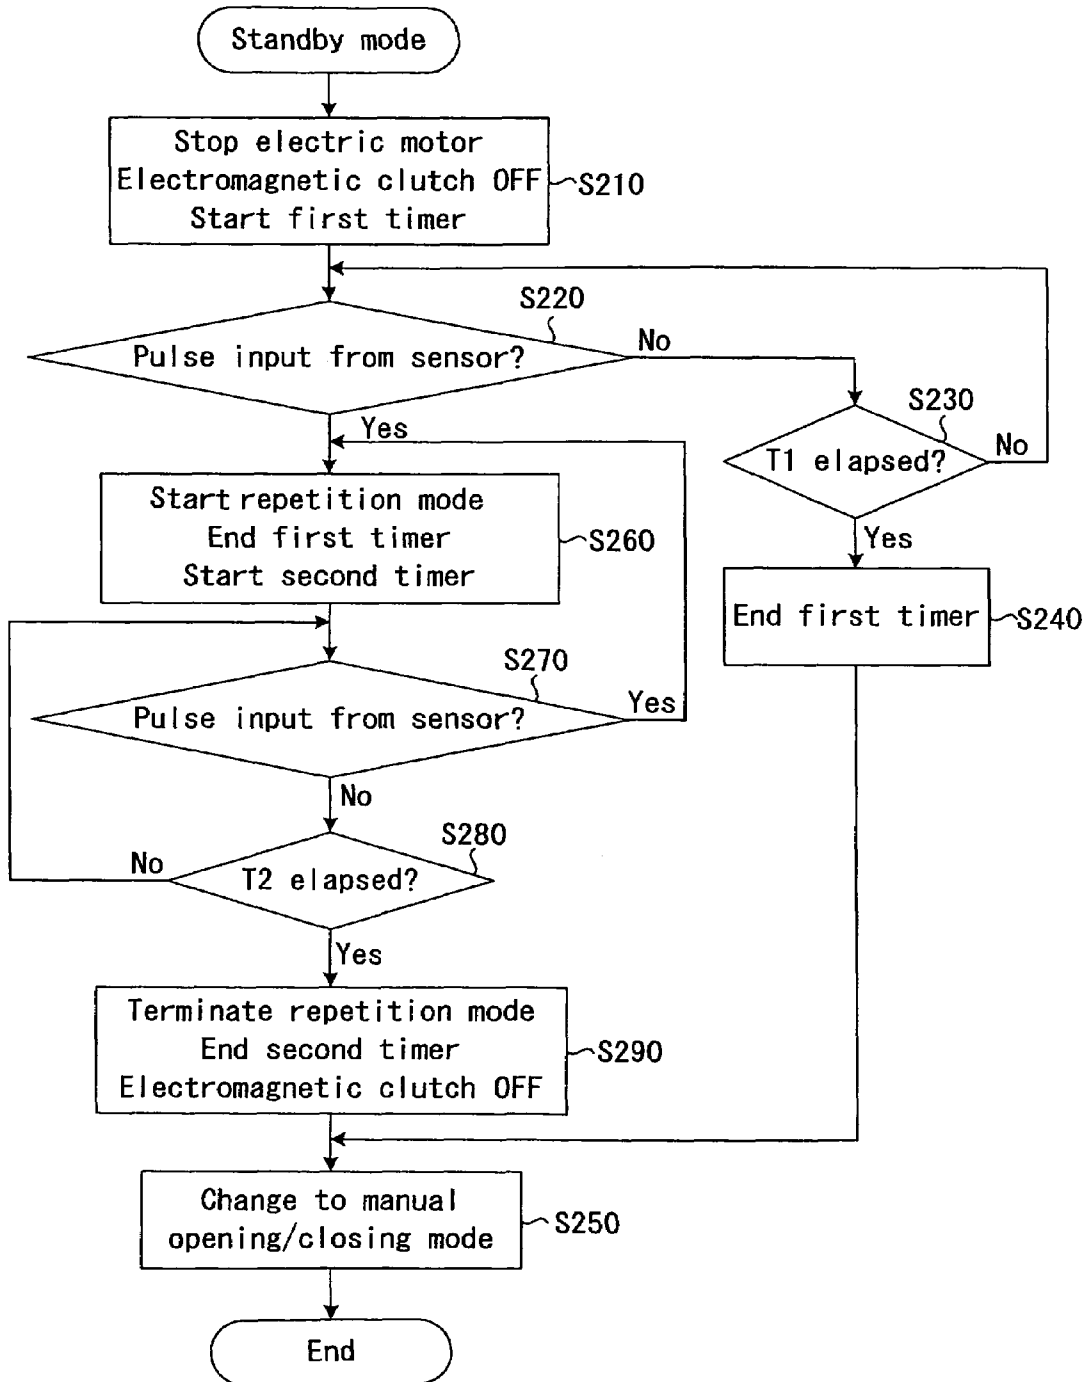 Standby mode
Stop electric motor
Electromagnetic clutch OFF
Start first timer
S210
S220
Pulse input from sensor?
No
Yes
S230
T1 elapsed?
No
Yes
Start repetition mode
End first timer
Start second timer
S260
End first timer
S240
S270
Pulse input from sensor?
Yes
No
S280
T2 elapsed?
No
Yes
Terminate repetition mode
End second timer
Electromagnetic clutch OFF
S290
Change to manual
opening/closing mode
S250
End